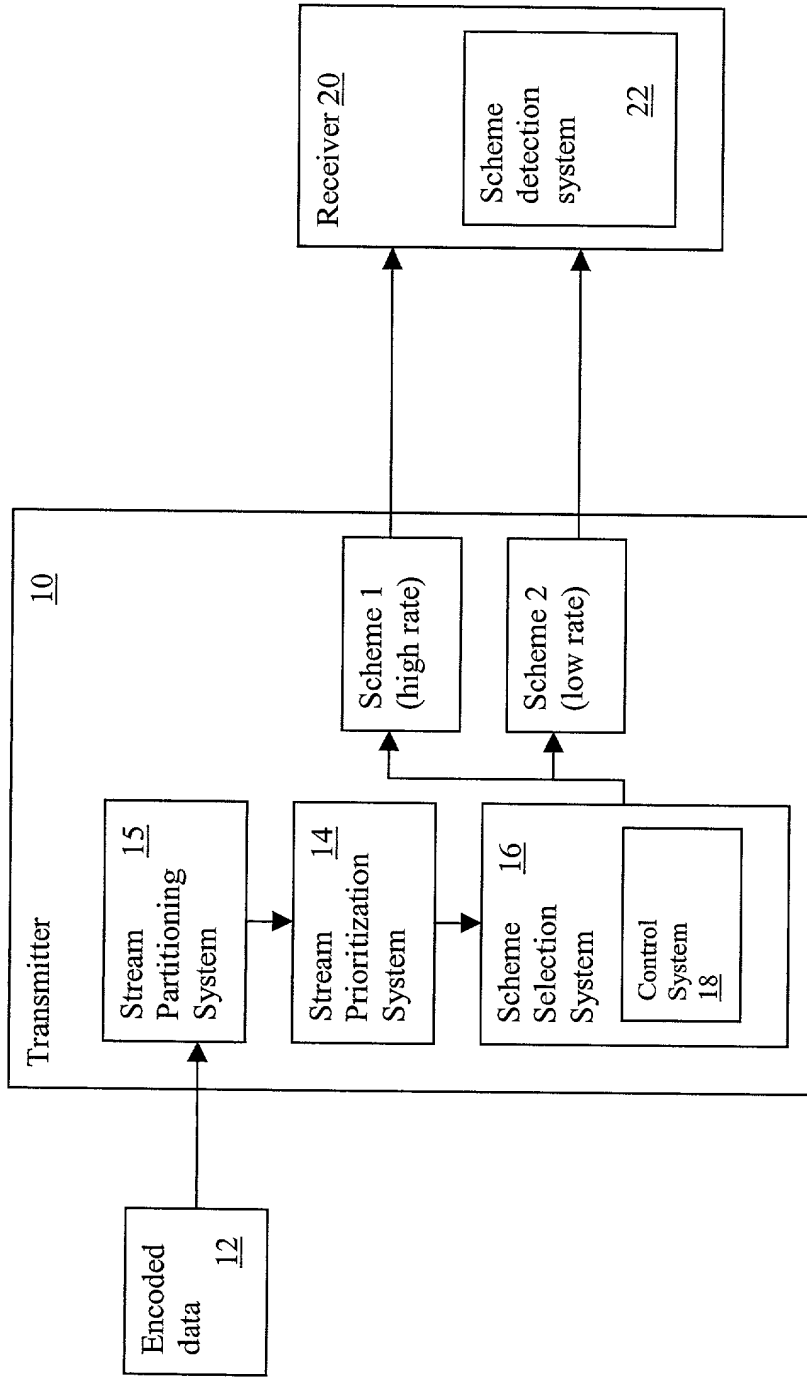 Encoded
data
12
Transmitter
10
Stream
Partitioning
System
15
Stream
Prioritization
System
14
Scheme
Selection
System
16
Control
System
18
Scheme 1
(high rate)
Scheme 2
(low rate)
Receiver 20
Scheme
detection
system
22